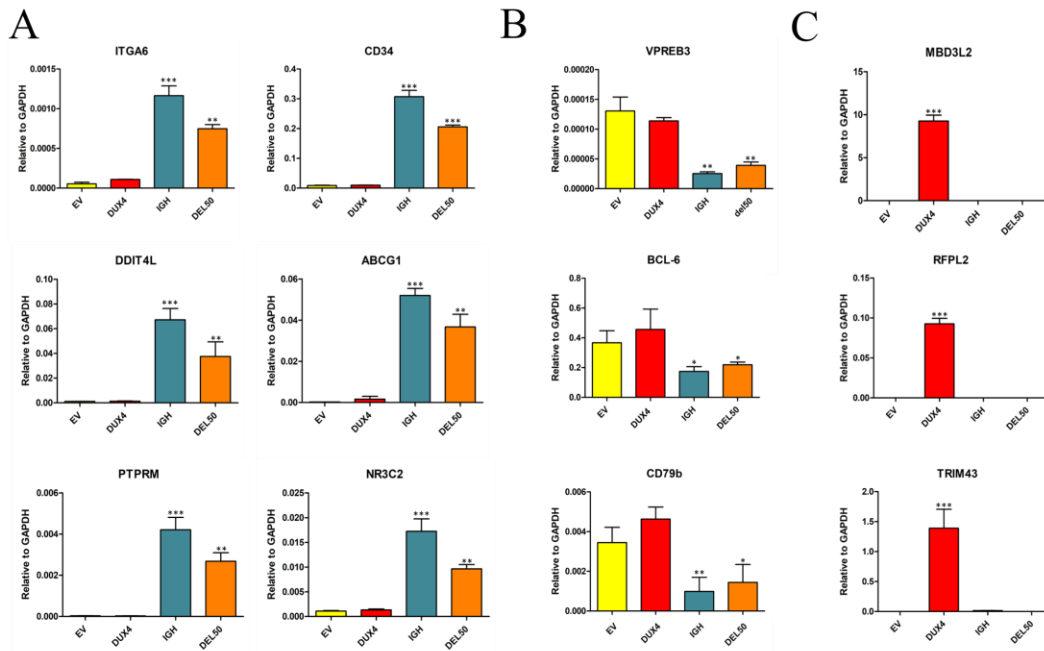 A
B
C
ITGA6
Relative to GAPDH
0.0015
0.0010
0.0005
0.0000
***
**
EV
DUX4
IGH
DEL50
CD34
Relative to GAPDH
0.4
0.3
0.2
0.1
0.0
***
***
EV
DUX4
IGH
DEL50
VPREB3
Relative to GAPDH
0.00020
0.00015
0.00010
0.00005
0.00000
**
**
EV
DUX4
IGH
del50
MBD3L2
Relative to GAPDH
15
10
5
0
***
EV
DUX4
IGH
DEL50
DDIT4L
Relative to GAPDH
0.10
0.08
0.06
0.04
0.02
0.00
***
**
EV
DUX4
IGH
DEL50
ABCG1
Relative to GAPDH
0.06
0.04
0.02
0.00
***
**
EV
DUX4
IGH
DEL50
BCL-6
Relative to GAPDH
0.8
0.6
0.4
0.2
0.0
*
*
EV
DUX4
IGH
DEL50
RFPL2
Relative to GAPDH
0.15
0.10
0.05
0.00
***
EV
DUX4
IGH
DEL50
PTPRM
Relative to GAPDH
0.006
0.004
0.002
0.000
***
**
EV
DUX4
IGH
DEL50
NR3C2
Relative to GAPDH
0.025
0.020
0.015
0.010
0.005
0.000
***
**
EV
DUX4
IGH
DEL50
CD79b
Relative to GAPDH
0.006
0.004
0.002
0.000
**
*
EV
DUX4
IGH
DEL50
TRIM43
Relative to GAPDH
2.0
1.5
1.0
0.5
0.0
***
EV
DUX4
IGH
DEL50